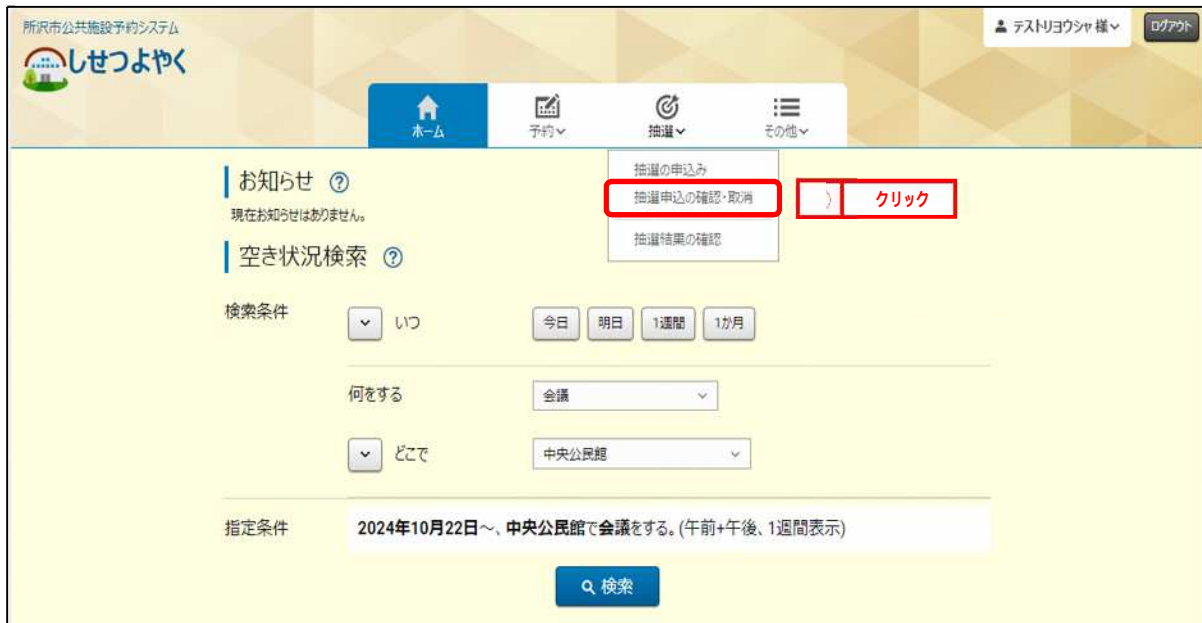 所沢市公共施設予約システム
しせつよやく
テストリヨウシャ 様
ログアウト
ホーム
予約
抽選
その他
抽選の申込み
抽選申込の確認・取消
抽選結果の確認
) クリック
お知らせ ?
現在お知らせはありません。
空き状況検索 ?
検索条件
いつ
今日 明日 1週間 1か月
何をする
会議
どこで
中央公民館
指定条件
2024年10月22日～、中央公民館で会議をする。(午前+午後、1週間表示)
検索